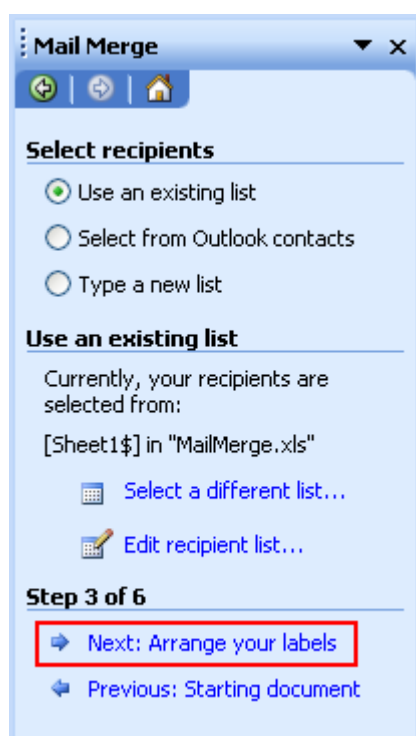 Mail Merge
Select recipients
Use an existing list
Select from Outlook contacts
Type a new list
Use an existing list
Currently, your recipients are
selected from:
[Sheet1$] in "MailMerge.xls"
Select a different list...
Edit recipient list...
Step 3 of 6
Next: Arrange your labels
Previous: Starting document